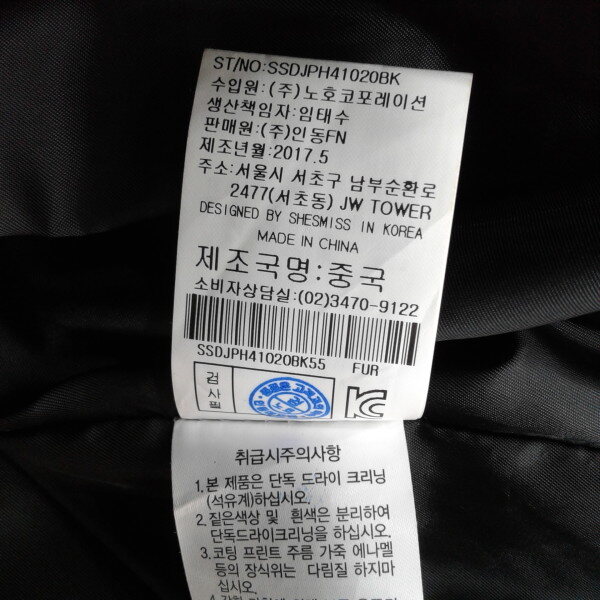 ST/NO:SSDJPH41020BK
수입원:(주)노호코포레이션
생산책임자:임태수
판매원:(주)인동FN
제조년월:2017.5
주소:서울시 서초구 남부순환로
2477(서초동) JW TOWER
DESIGNED BY SHESMISS IN KOREA
MADE IN CHINA
제조국명:중국
소비자상담실:(02)3470-9122
SSDJPH41020BK55 FUR
검사필
취급시주의사항
1.본 제품은 단독 드라이 크리닝
(석유계)하십시오.
2.짙은색상 및 흰색은 분리하여
단독드라이크리닝을 하십시오.
3.코팅 프린트 주름 가죽 에나멜
등의 장식위는 다림질 하지마
십시오.